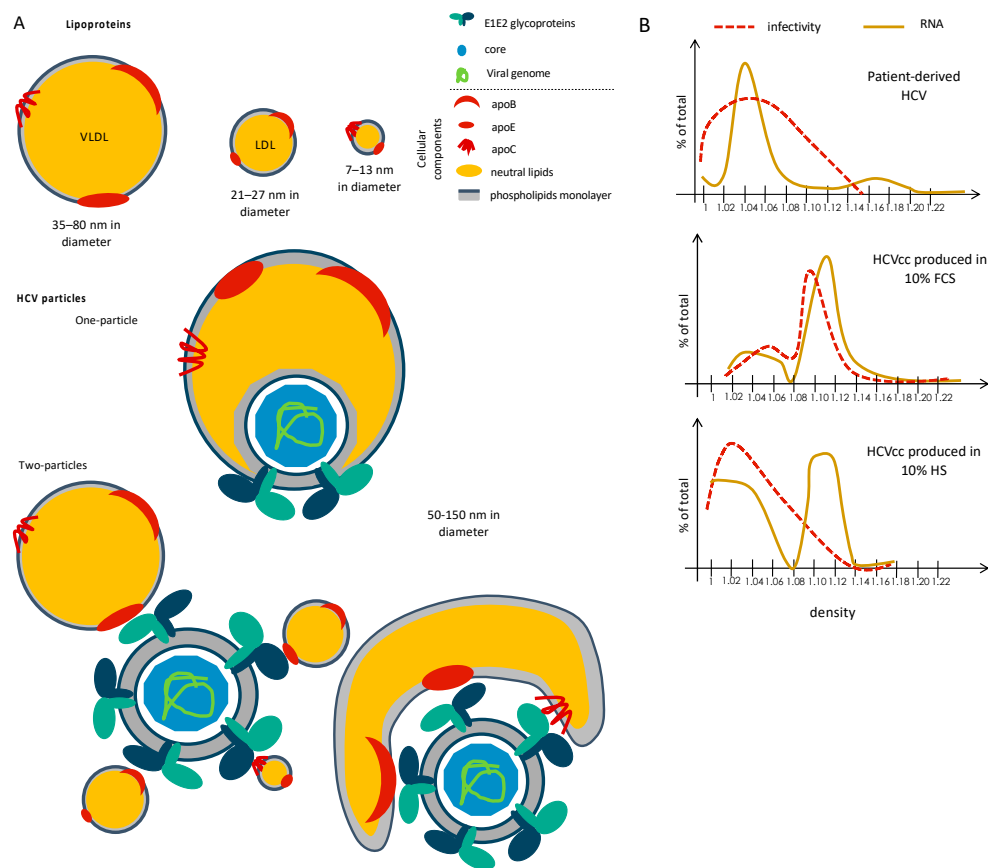 A
Lipoproteins
VLDL
35–80 nm in
diameter
LDL
21–27 nm in
diameter
7–13 nm
in diameter
E1E2 glycoproteins
core
Viral genome
Cellular
components
apoB
apoE
apoC
neutral lipids
phospholipids monolayer
HCV particles
One-particle
Two-particles
50-150 nm in
diameter
B
infectivity
RNA
Patient-derived
HCV
% of total
1 1.02 1.04 1.06 1.08 1.10 1.12 1.14 1.16 1.18 1.20 1.22
HCVcc produced in
10% FCS
% of total
1 1.02 1.04 1.06 1.08 1.10 1.12 1.14 1.16 1.18 1.20 1.22
HCVcc produced in
10% HS
% of total
1 1.02 1.04 1.06 1.08 1.10 1.12 1.14 1.16 1.18 1.20 1.22
density